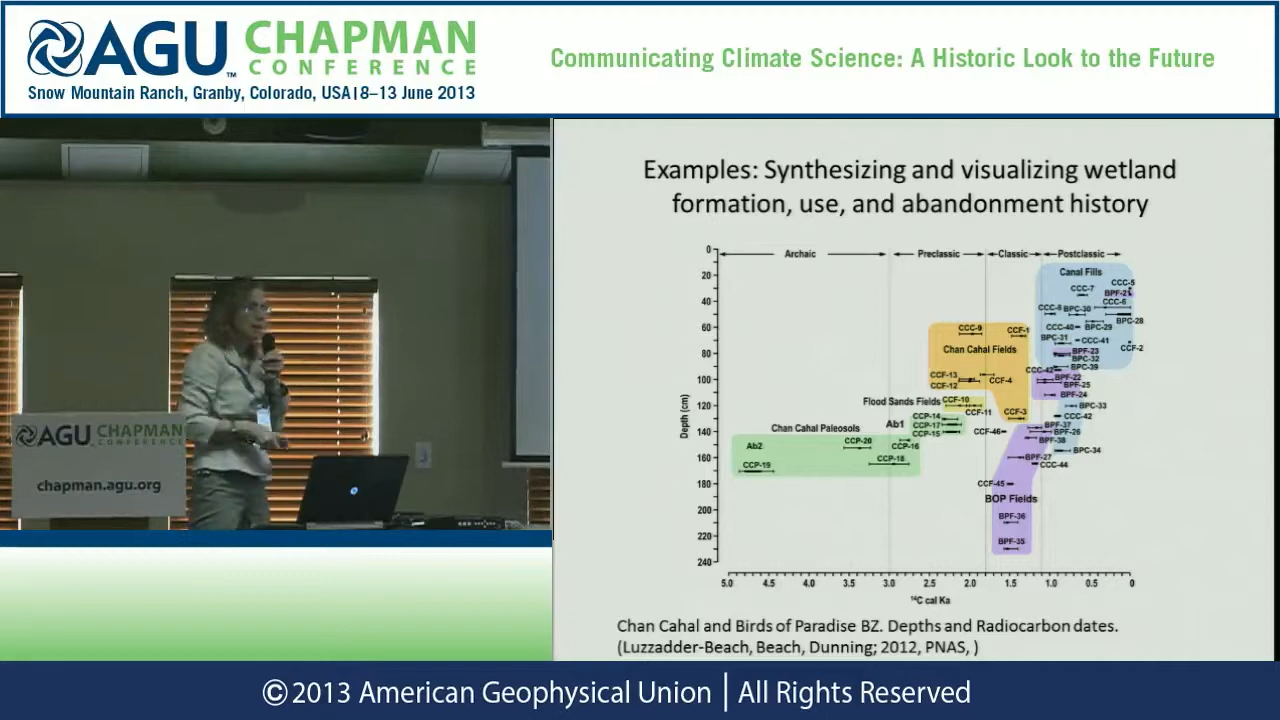 AGU CHAPMAN
CONFERENCE
TM
Snow Mountain Ranch, Granby, Colorado, USA|8–13 June 2013
Communicating Climate Science: A Historic Look to the Future
AGU CHAPMAN
CONFERENCE
chapman.agu.org
Examples: Synthesizing and visualizing wetland
formation, use, and abandonment history
Archaic
Preclassic
Classic
Postclassic
Depth (cm)
0
20
40
60
80
100
120
140
160
180
200
220
240
Canal Fills
CCC-5
CCC-7
BPF-21
CCC-6
CCC-8
BPC-30
BPC-28
CCC-9
CCF-1
CCC-40
BPC-29
BPC-31
CCC-41
CCF-2
Chan Cahal Fields
BPF-23
BPC-32
BPC-39
CCC-43
CCF-13
CCF-12
CCF-4
BPF-22
BPF-25
BPF-24
Flood Sands Fields
CCF-10
CCF-11
CCF-3
BPC-33
CCC-42
CCP-14
CCP-17
CCP-15
Ab1
Chan Cahal Paleosols
CCF-46
BPF-37
BPF-26
BPF-38
Ab2
CCP-20
CCP-16
BPC-34
CCP-19
CCP-18
BPF-27
CCC-44
CCF-45
BOP Fields
BPF-36
BPF-35
5.0 4.5 4.0 3.5 3.0 2.5 2.0 1.5 1.0 0.5 0
14C cal Ka
Chan Cahal and Birds of Paradise BZ. Depths and Radiocarbon dates.
(Luzzadder-Beach, Beach, Dunning; 2012, PNAS, )
©2013 American Geophysical Union | All Rights Reserved